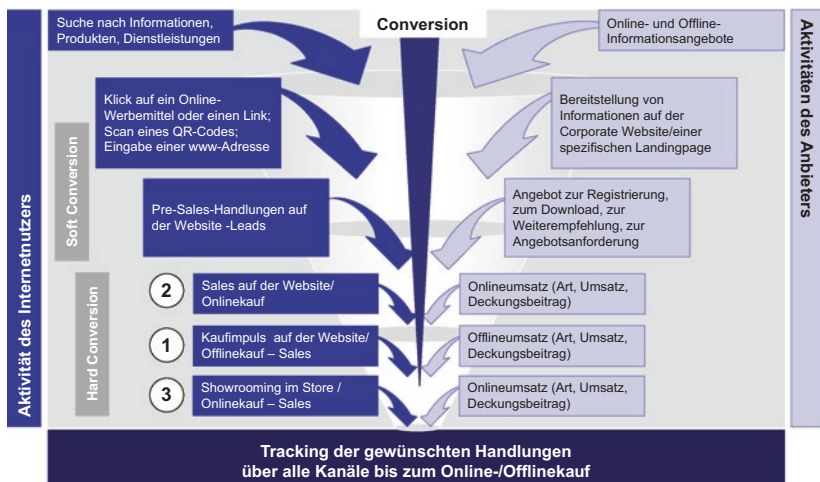 Conversion
Suche nach Informationen,
Produkten, Dienstleistungen
Online- und Offline-
Informationsangebote
Aktivität des Internetnutzers
Aktivitäten des Anbieters
Soft Conversion
Klick auf ein Online-
Werbemittel oder einen Link;
Scan eines QR-Codes;
Eingabe einer www-Adresse
Bereitstellung von
Informationen auf der
Corporate Website/einer
spezifischen Landingpage
Pre-Sales-Handlungen auf
der Website -Leads
Angebot zur Registrierung,
zum Download, zur
Weiterempfehlung, zur
Angebotsanforderung
Hard Conversion
2
Sales auf der Website/
Onlinekauf
Onlineumsatz (Art, Umsatz,
Deckungsbeitrag)
1
Kaufimpuls auf der Website/
Offlinekauf – Sales
Offlineumsatz (Art, Umsatz,
Deckungsbeitrag)
3
Showrooming im Store /
Onlinekauf – Sales
Onlineumsatz (Art, Umsatz,
Deckungsbeitrag)
Tracking der gewünschten Handlungen
über alle Kanäle bis zum Online-/Offlinekauf